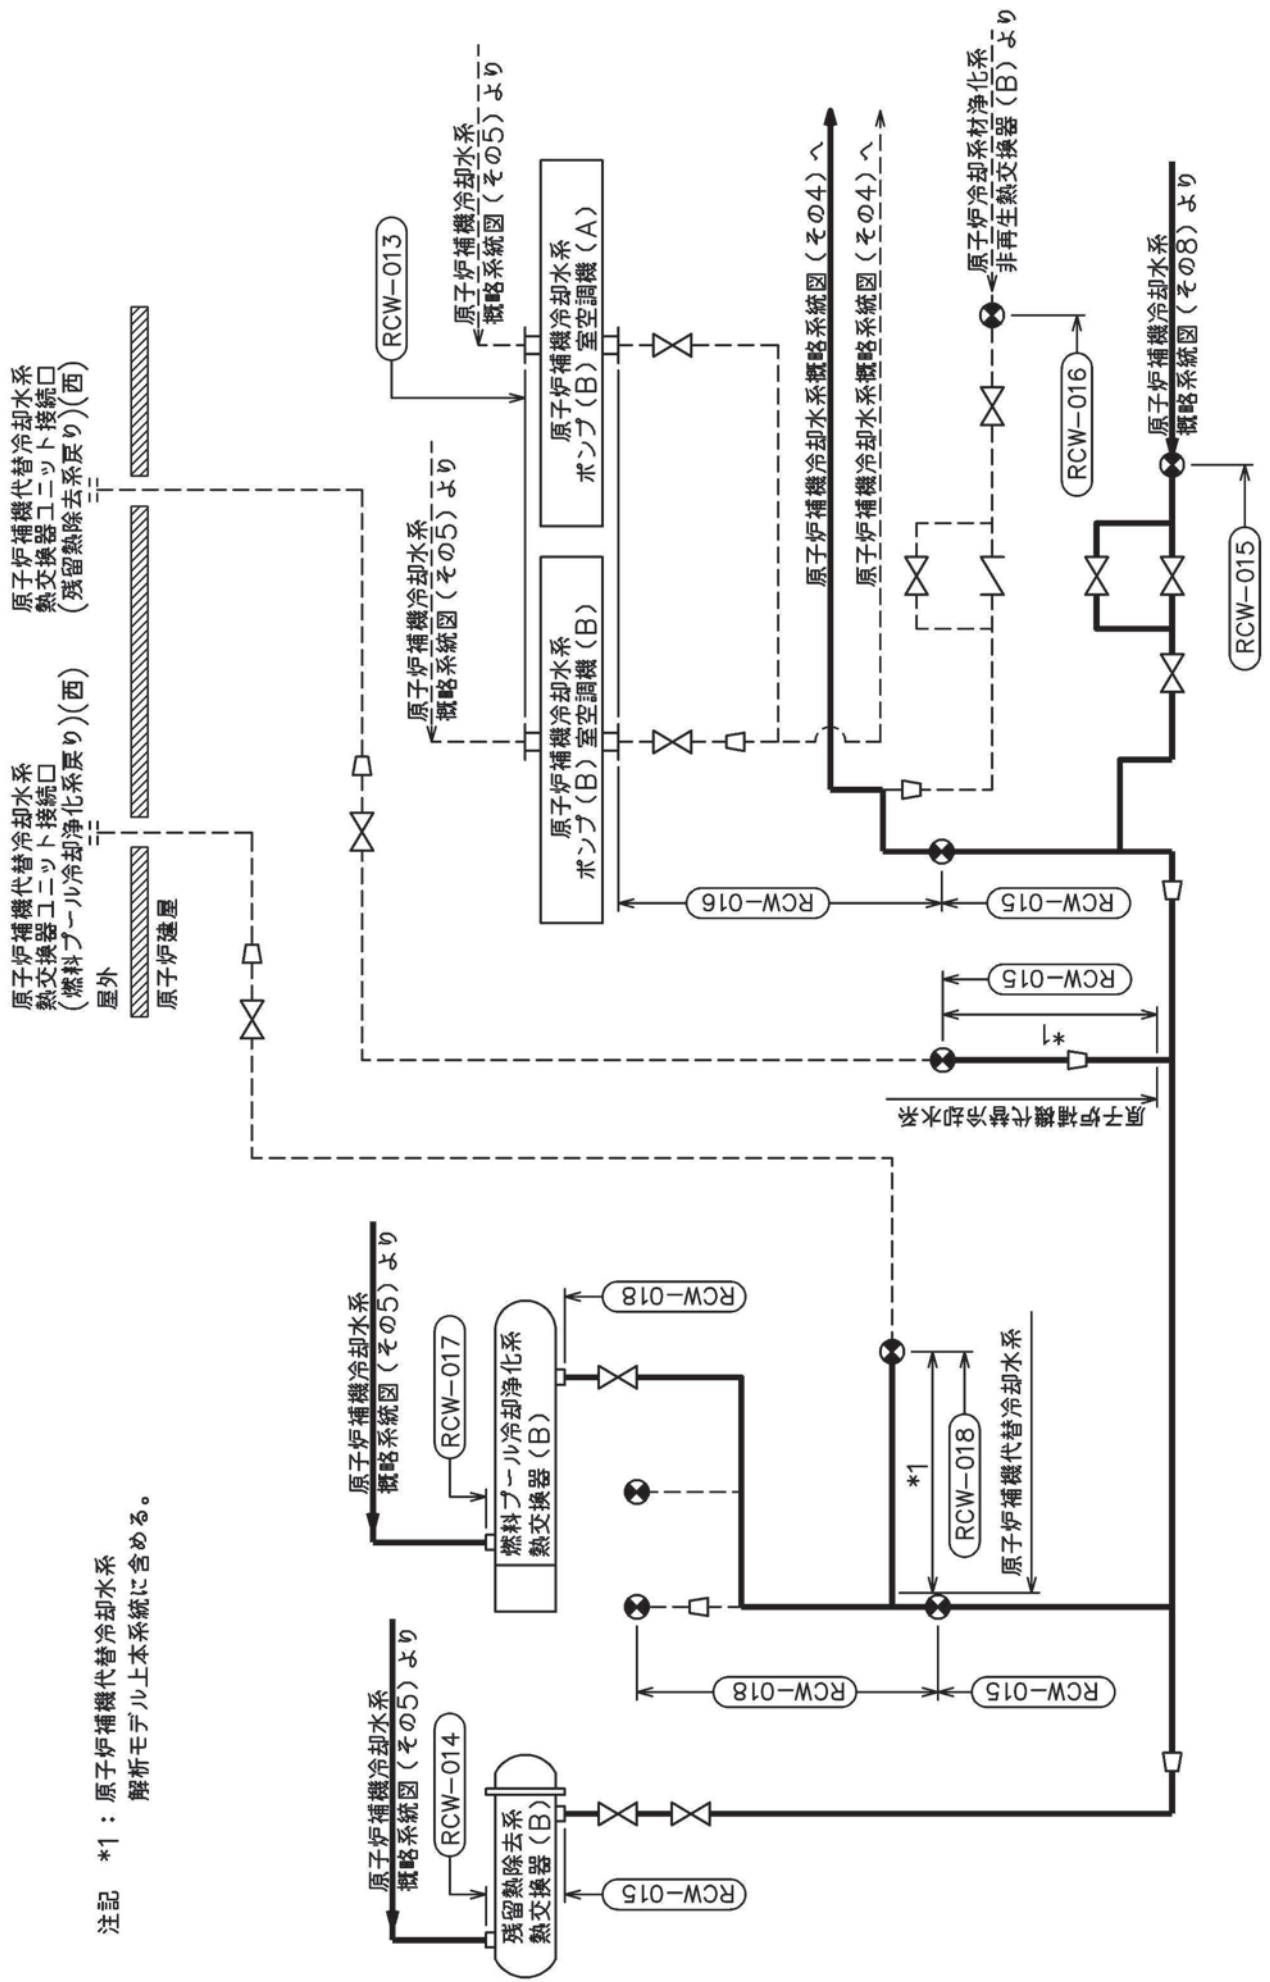 注記　*1：原子炉補機代替冷却水系
解析モデル上本系統に含める。
原子炉補機代替冷却水系
熱交換器ユニット接続口
(燃料プール冷却浄化系戻り)(西)
屋外
原子炉建屋
原子炉補機代替冷却水系
熱交換器ユニット接続口
(残留熱除去系戻り)(西)
原子炉補機冷却水系
概略系統図(その5)より
RCW-014
残留熱除去系
熱交換器(B)
RCW-015
原子炉補機冷却水系
概略系統図(その5)より
RCW-017
燃料プール冷却浄化系
熱交換器(B)
RCW-018
RCW-018
RCW-015
*1
RCW-018
原子炉補機代替冷却水系
原子炉補機代替冷却水系
*1
RCW-015
原子炉補機冷却水系
概略系統図(その5)より
原子炉補機冷却水系
ポンプ(B)室空調機(B)
RCW-013
原子炉補機冷却水系
概略系統図(その5)より
原子炉補機冷却水系
ポンプ(B)室空調機(A)
RCW-016
RCW-015
原子炉補機冷却水系概略系統図(その4)へ
原子炉補機冷却水系概略系統図(その4)へ
原子炉冷却系材浄化系
非再生熱交換器(B)より
RCW-016
原子炉補機冷却水系
概略系統図(その8)より
RCW-015